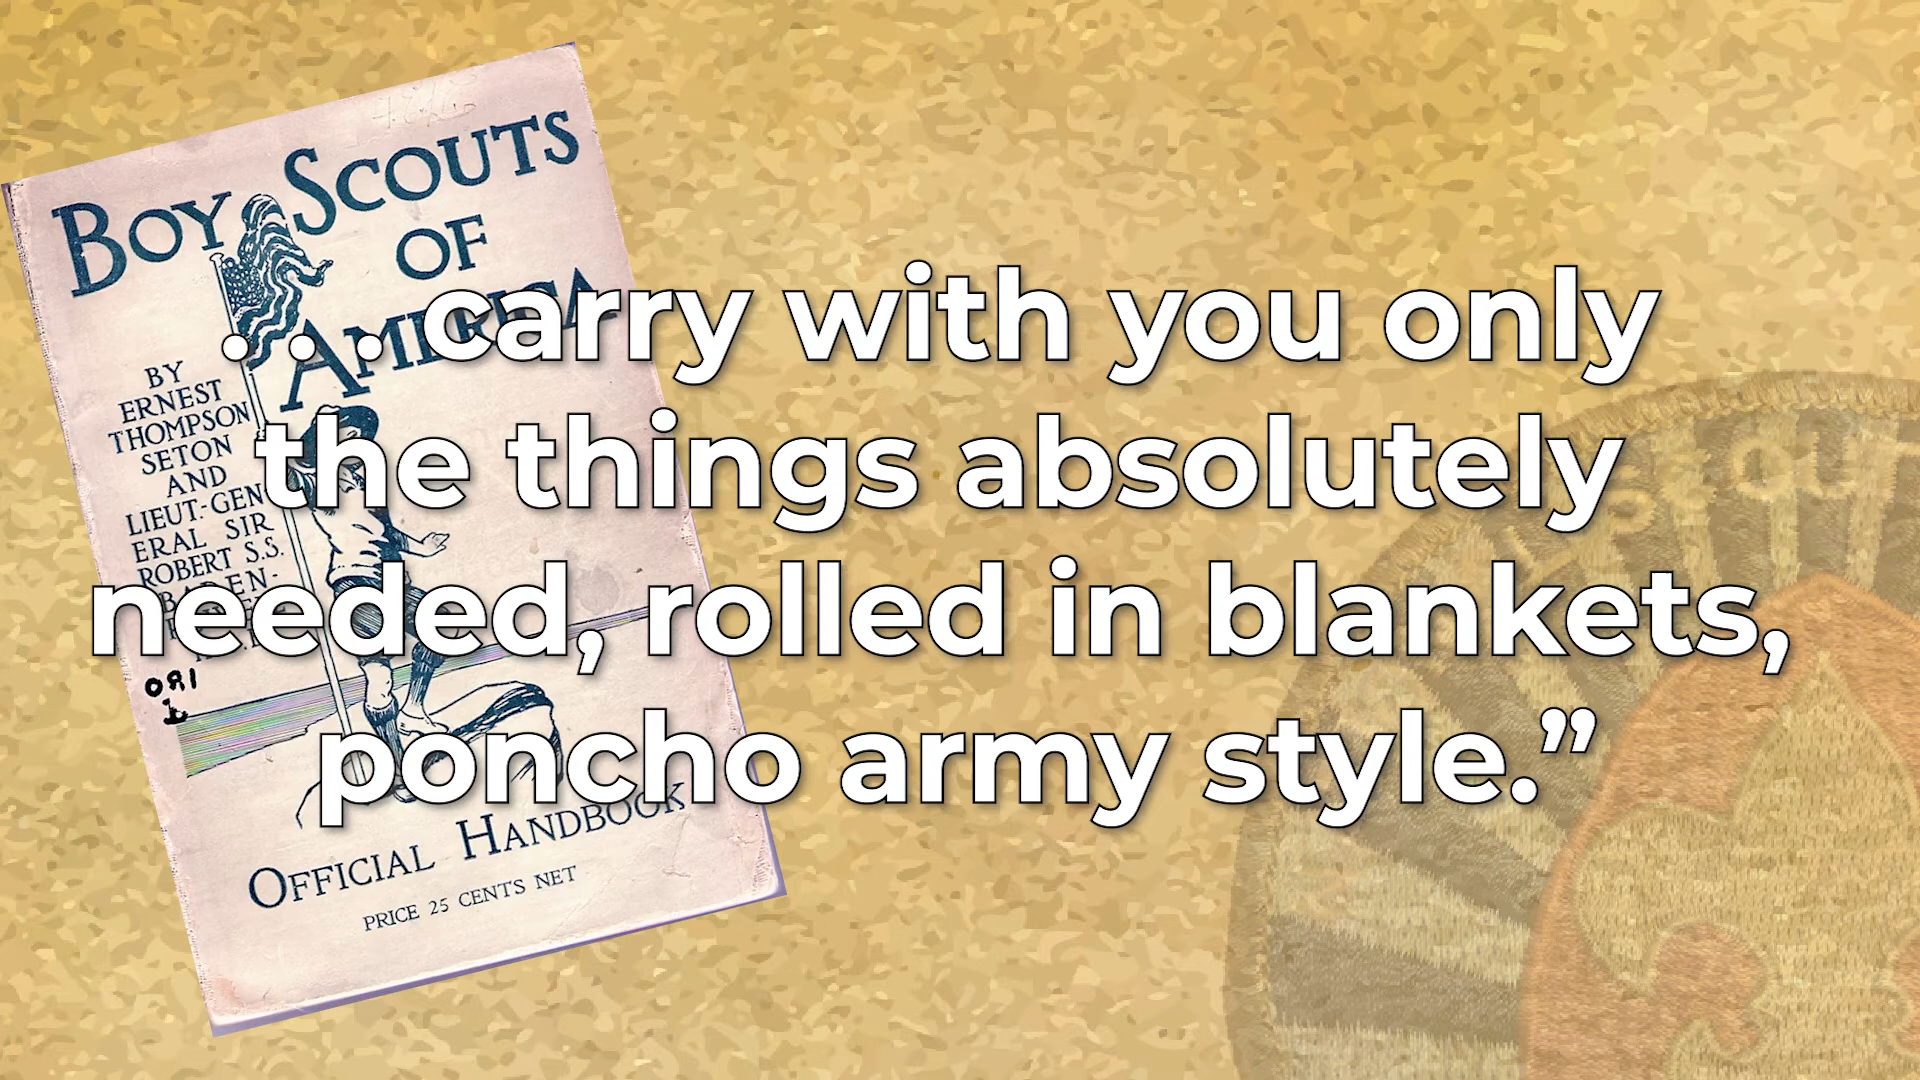 BOY SCOUTS
OF
AMERICA
BY
ERNEST
THOMPSON
SETON
AND
LIEUT.-GEN
ERAL SIR
ROBERT S.S.
081
. . . carry with you only
the things absolutely
needed, rolled in blankets,
poncho army style.”
OFFICIAL HANDBOOK
PRICE 25 CENTS NET